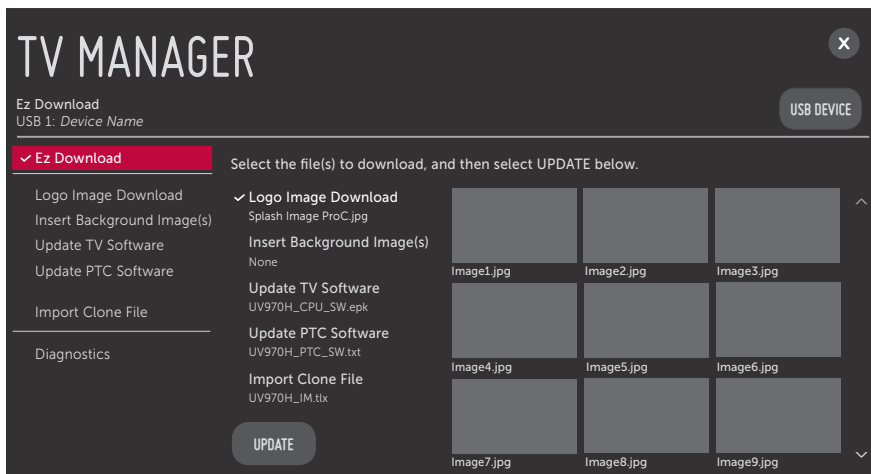 TV MANAGER
X
Ez Download
USB 1: Device Name
USB DEVICE
Ez Download
Logo Image Download
Insert Background Image(s)
Update TV Software
Update PTC Software
Import Clone File
Diagnostics
Select the file(s) to download, and then select UPDATE below.
Logo Image Download
Splash Image ProC.jpg
Insert Background Image(s)
None
Update TV Software
UV970H_CPU_SW.epk
Update PTC Software
UV970H_PTC_SW.txt
Import Clone File
UV970H_IM.tlx
UPDATE
Image1.jpg
Image2.jpg
Image3.jpg
Image4.jpg
Image5.jpg
Image6.jpg
Image7.jpg
Image8.jpg
Image9.jpg